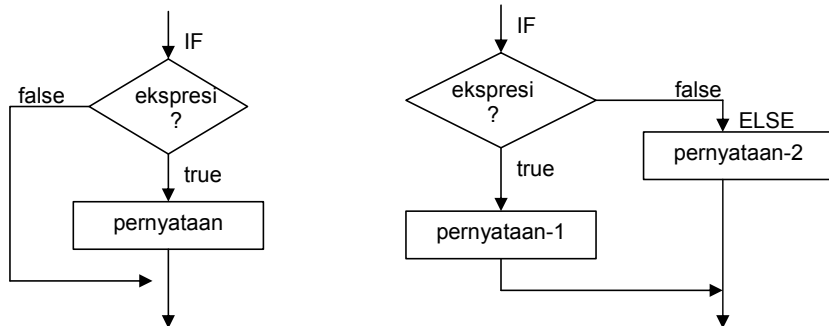 IF
false
ekspresi
?
true
pernyataan
IF
ekspresi
?
false
ELSE
pernyataan-2
true
pernyataan-1